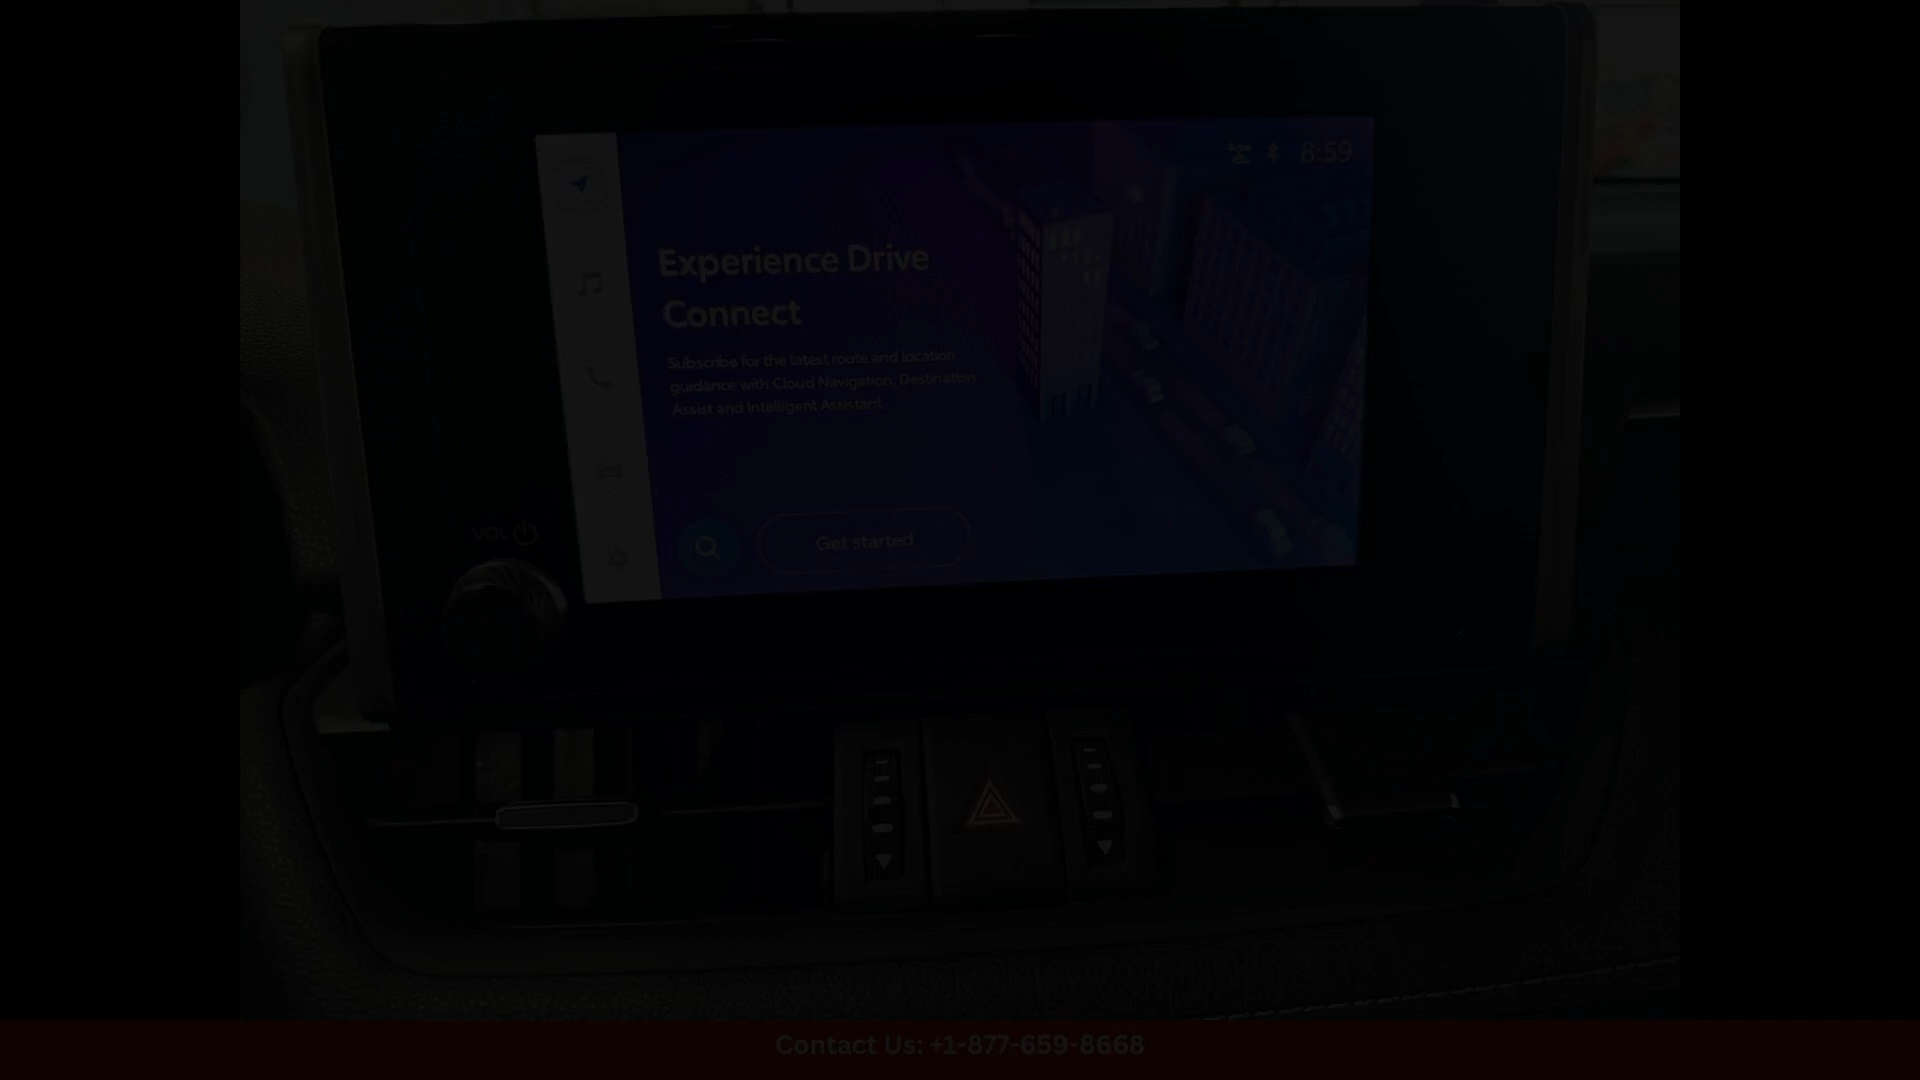 8:59
Experience Drive
Connect
Subscribe for the latest route and location
guidance with Cloud Navigation, Destination
Assist and Intelligent Assistant.
VOL
Get started
Contact Us: +1-877-659-8668